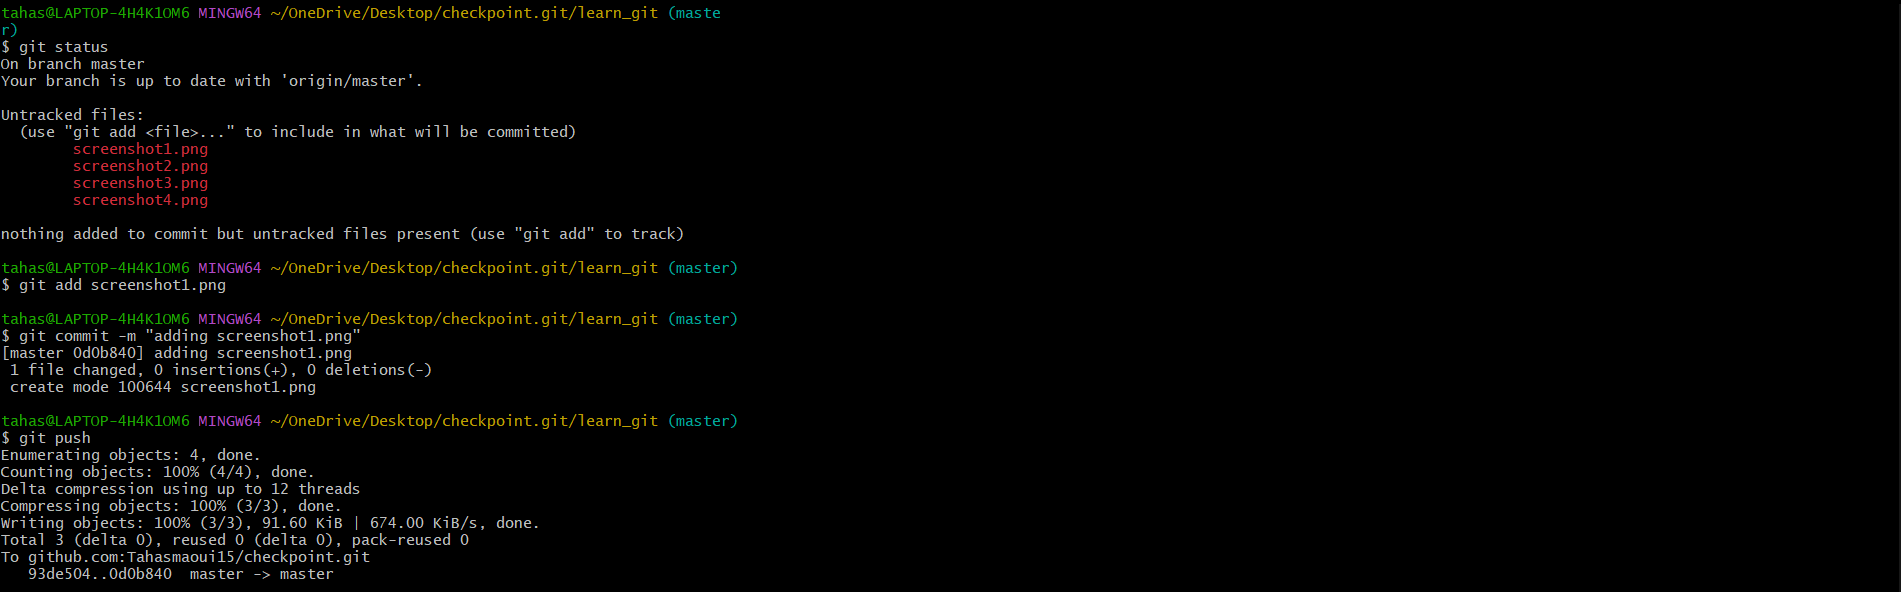 tahas@LAPTOP-4H4K1OM6 MINGW64 ~/OneDrive/Desktop/checkpoint.git/learn_git (maste
r)
$ git status
On branch master
Your branch is up to date with 'origin/master'.

Untracked files:
  (use "git add <file>..." to include in what will be committed)
        screenshot1.png
        screenshot2.png
        screenshot3.png
        screenshot4.png

nothing added to commit but untracked files present (use "git add" to track)

tahas@LAPTOP-4H4K1OM6 MINGW64 ~/OneDrive/Desktop/checkpoint.git/learn_git (master)
$ git add screenshot1.png

tahas@LAPTOP-4H4K1OM6 MINGW64 ~/OneDrive/Desktop/checkpoint.git/learn_git (master)
$ git commit -m "adding screenshot1.png"
[master 0d0b840] adding screenshot1.png
 1 file changed, 0 insertions(+), 0 deletions(-)
 create mode 100644 screenshot1.png

tahas@LAPTOP-4H4K1OM6 MINGW64 ~/OneDrive/Desktop/checkpoint.git/learn_git (master)
$ git push
Enumerating objects: 4, done.
Counting objects: 100% (4/4), done.
Delta compression using up to 12 threads
Compressing objects: 100% (3/3), done.
Writing objects: 100% (3/3), 91.60 KiB | 674.00 KiB/s, done.
Total 3 (delta 0), reused 0 (delta 0), pack-reused 0
To github.com:Tahasmaoui15/checkpoint.git
   93de504..0d0b840  master -> master